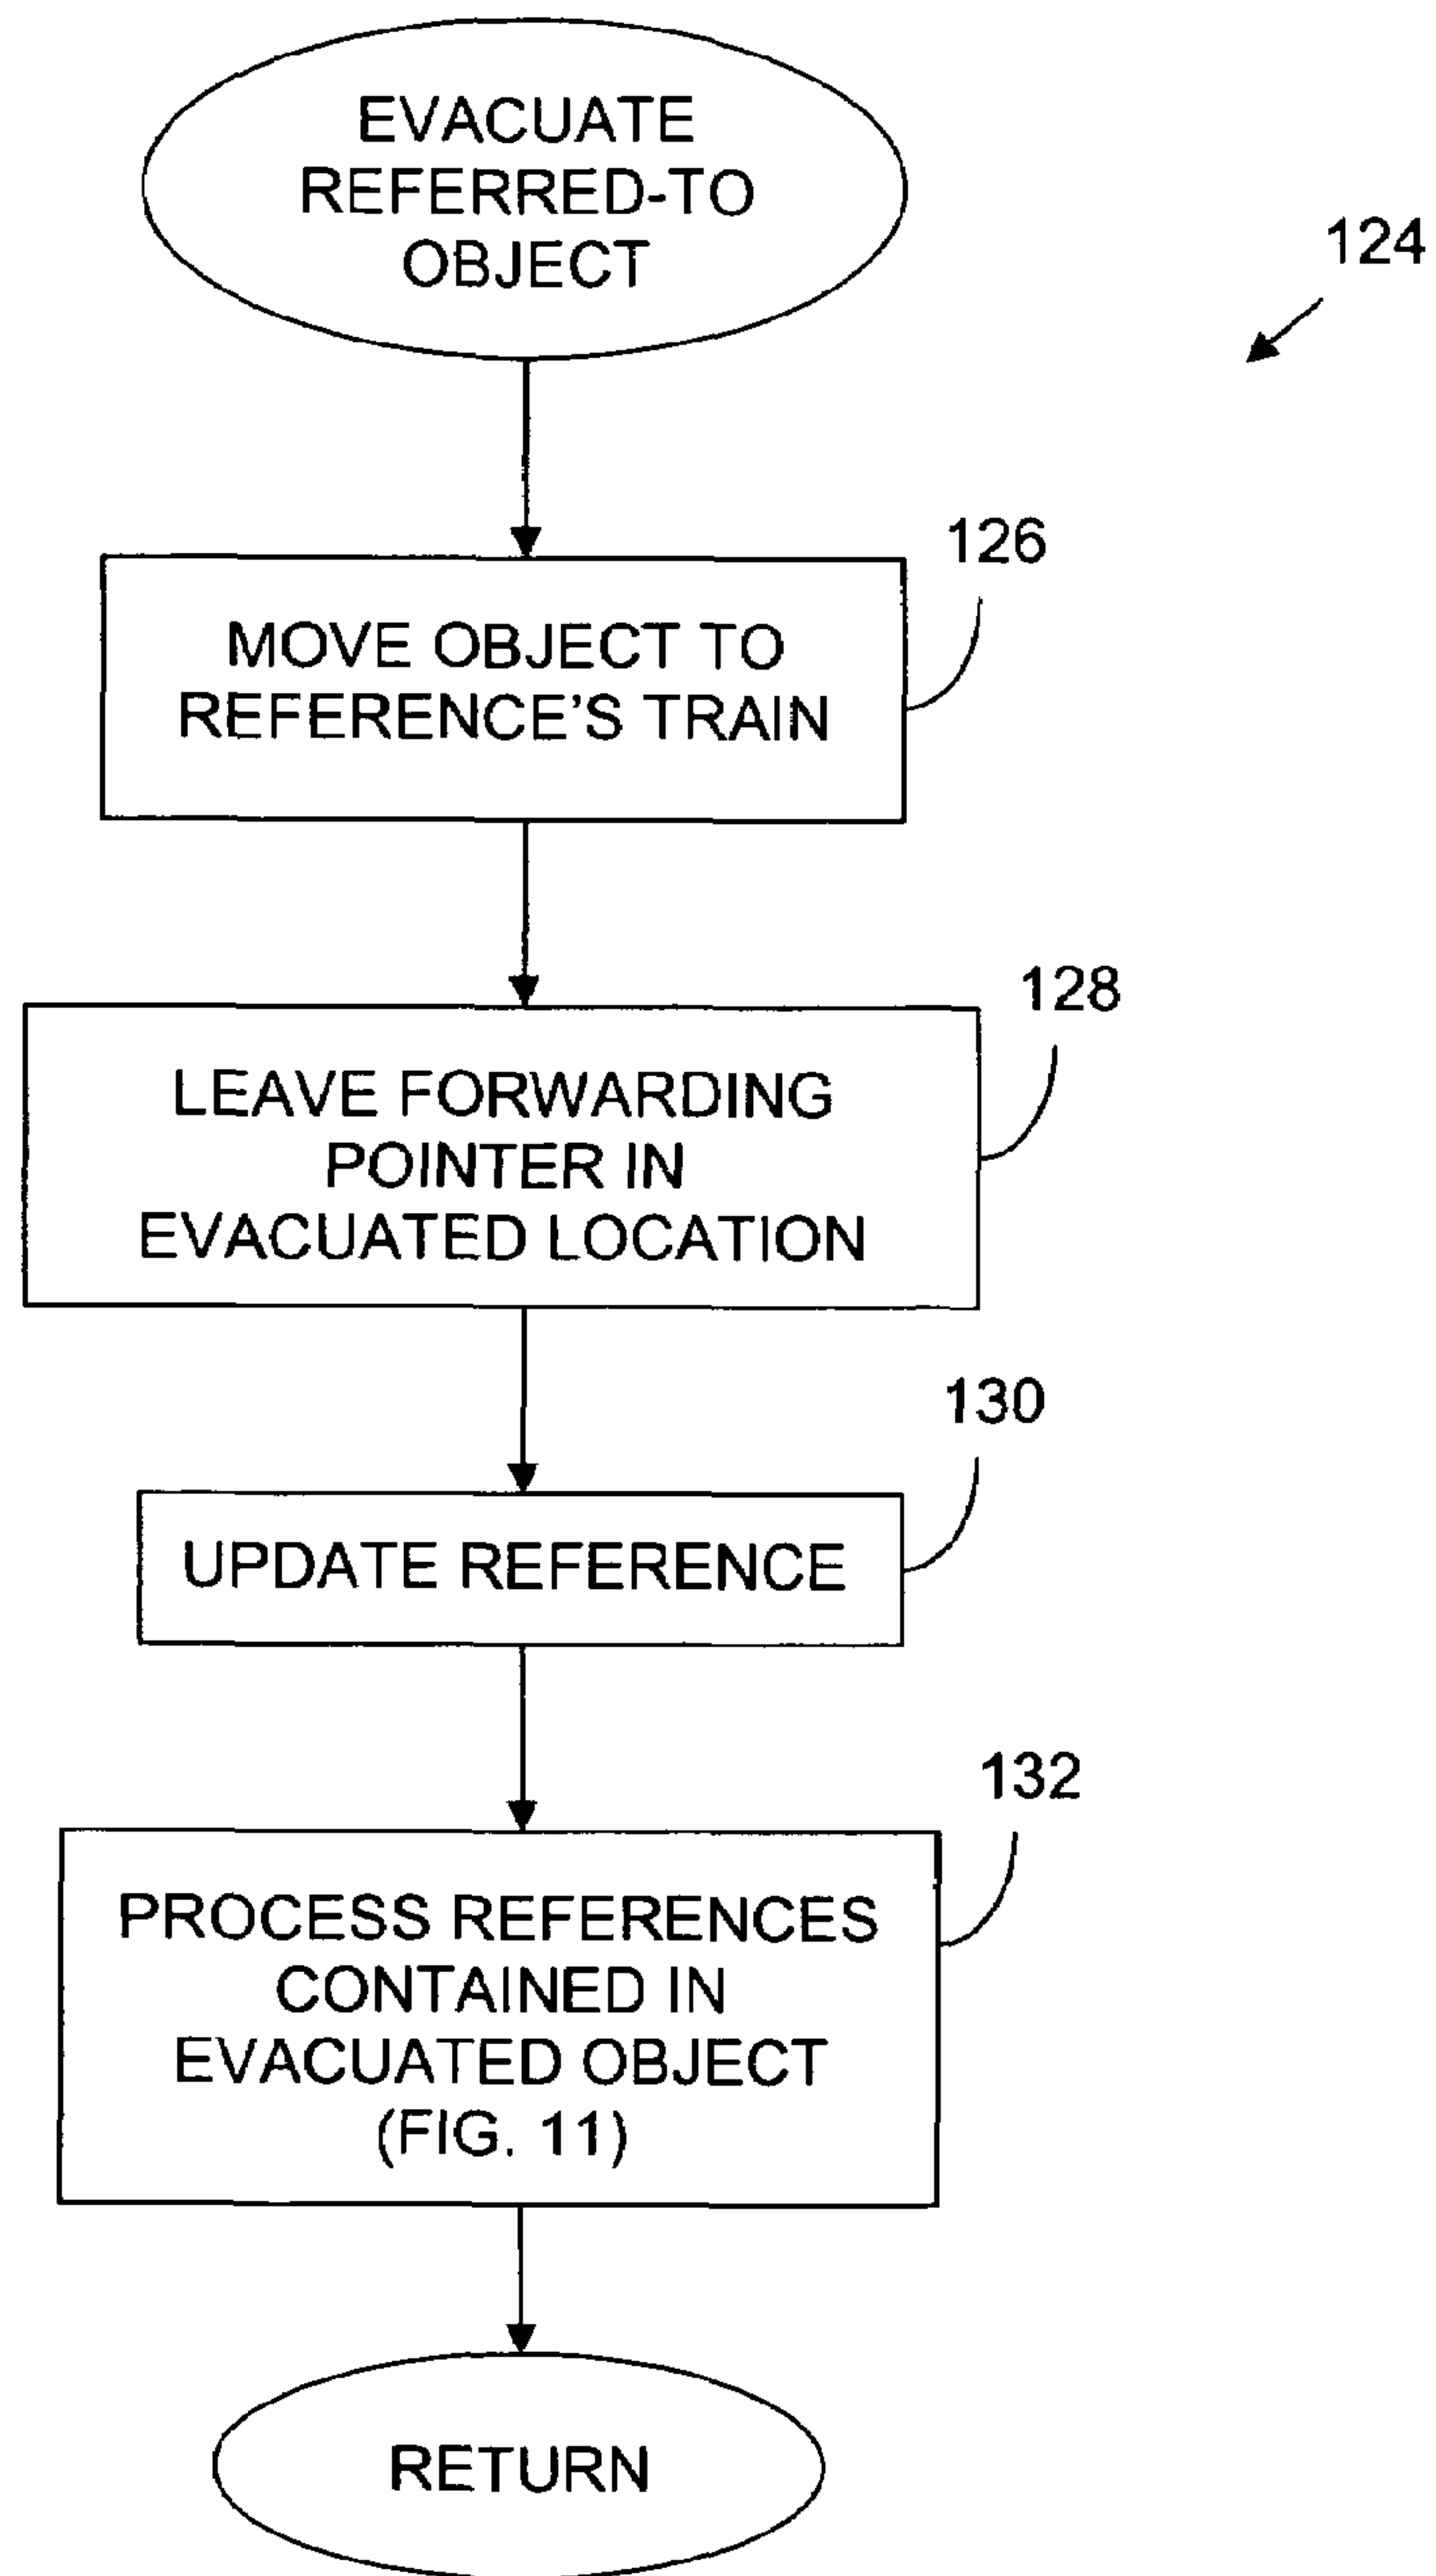 EVACUATE
REFERRED-TO
OBJECT
124
126
MOVE OBJECT TO
REFERENCE'S TRAIN
128
LEAVE FORWARDING
POINTER IN
EVACUATED LOCATION
130
UPDATE REFERENCE
132
PROCESS REFERENCES
CONTAINED IN
EVACUATED OBJECT
(FIG. 11)
RETURN